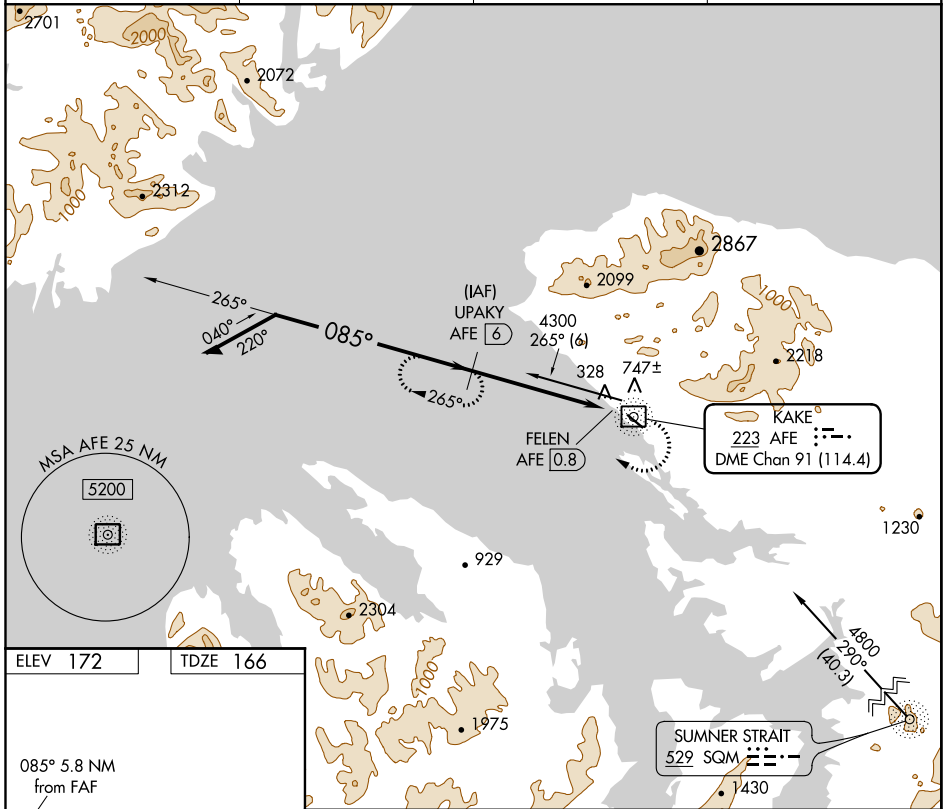 2701
2000
2072
2312
1000
2867
2099
(IAF)
UPAKY
AFE 6
4300
265° (6)
1000
265°
040°
220°
085°
328
747±
2218
265°
FELEN
AFE 0.8
KAKE
223 AFE
DME Chan 91 (114.4)
MSA AFE 25 NM
5200
1230
929
2304
4800
290°
(40.3)
ELEV 172
TDZE 166
1000
1975
SUMNER STRAIT
529 SQM
1430
085° 5.8 NM
from FAF